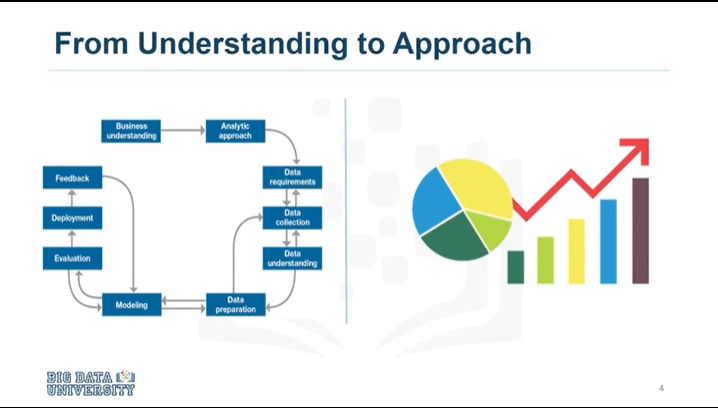 From Understanding to Approach
Business
understanding
Analytic
approach
Feedback
Data
requirements
Deployment
Data
collection
Evaluation
Data
understanding
Modeling
Data
preparation
BIG DATA
UNIVERSITY
4